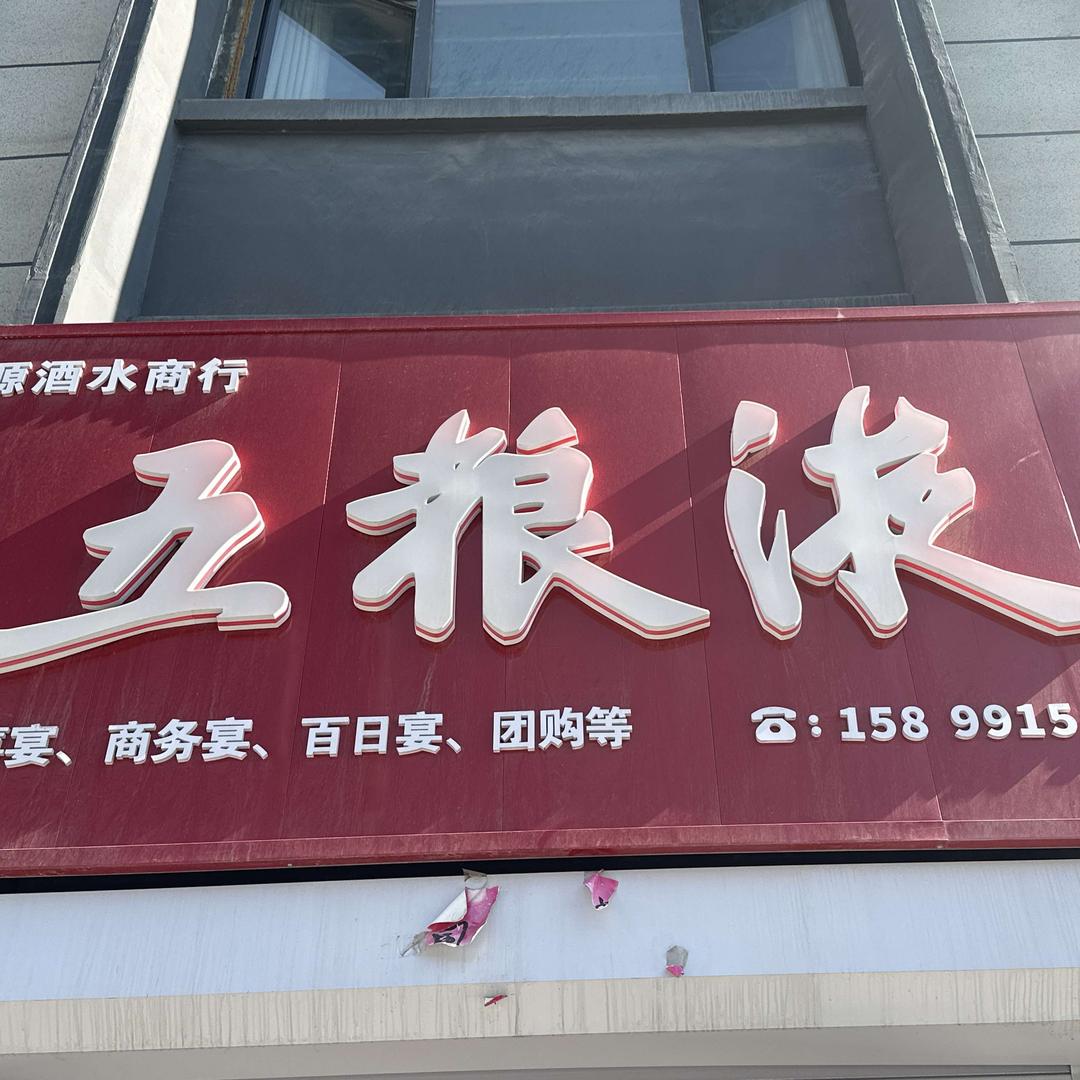 源酒水商行
五粮液
宴、商务宴、百日宴、团购等
☎:158 9915